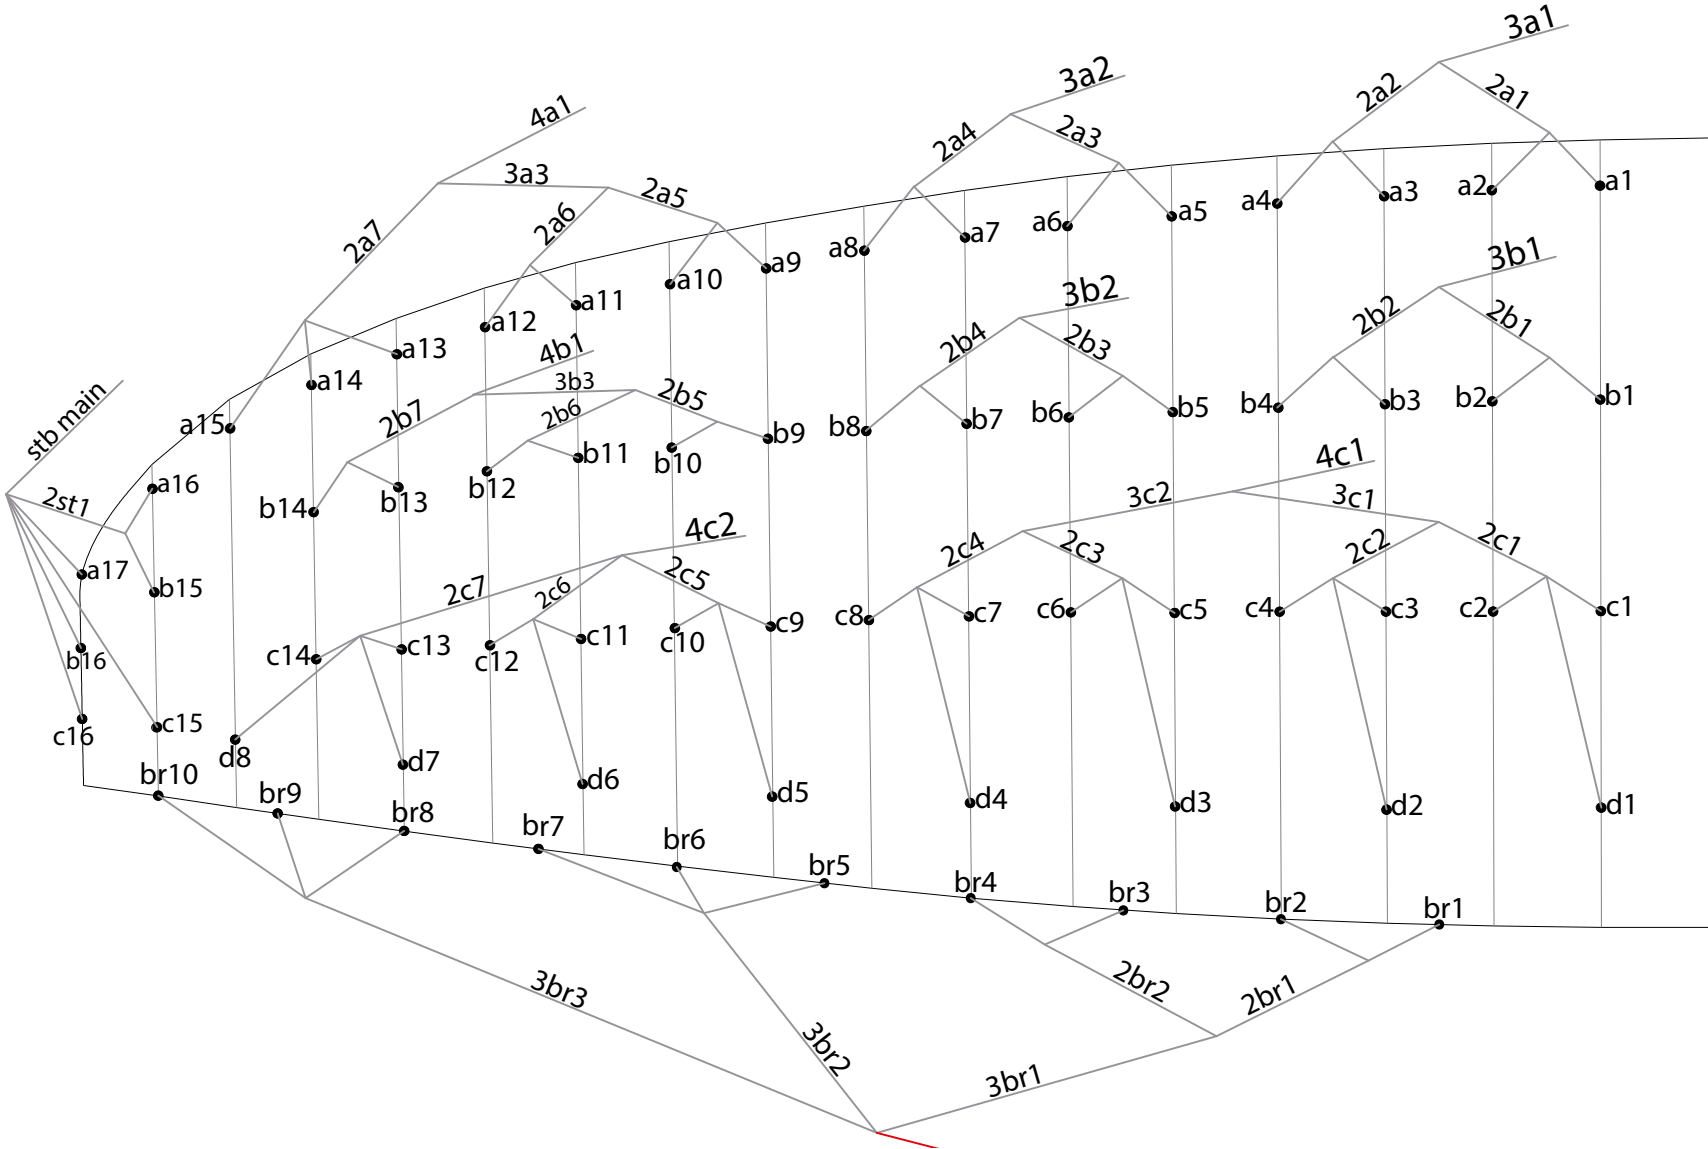 3a1
2a2
2a1
3a2
2a4
2a3
4a1
3a3
2a5
2a6
2a7
a1
a2
a3
a4
a5
a6
a7
a8
a9
a10
a11
a12
a13
a14
a15
a16
a17
3b1
2b2
2b1
3b2
2b4
2b3
4b1
3b3
2b5
2b6
2b7
b1
b2
b3
b4
b5
b6
b7
b8
b9
b10
b11
b12
b13
b14
b15
b16
stb main
2st1
4c1
3c2
3c1
2c4
2c3
2c2
2c1
4c2
2c7
2c6
2c5
c1
c2
c3
c4
c5
c6
c7
c8
c9
c10
c11
c12
c13
c14
c15
c16
d1
d2
d3
d4
d5
d6
d7
d8
br10
br9
br8
br7
br6
br5
br4
br3
br2
br1
2br2
2br1
3br3
3br2
3br1